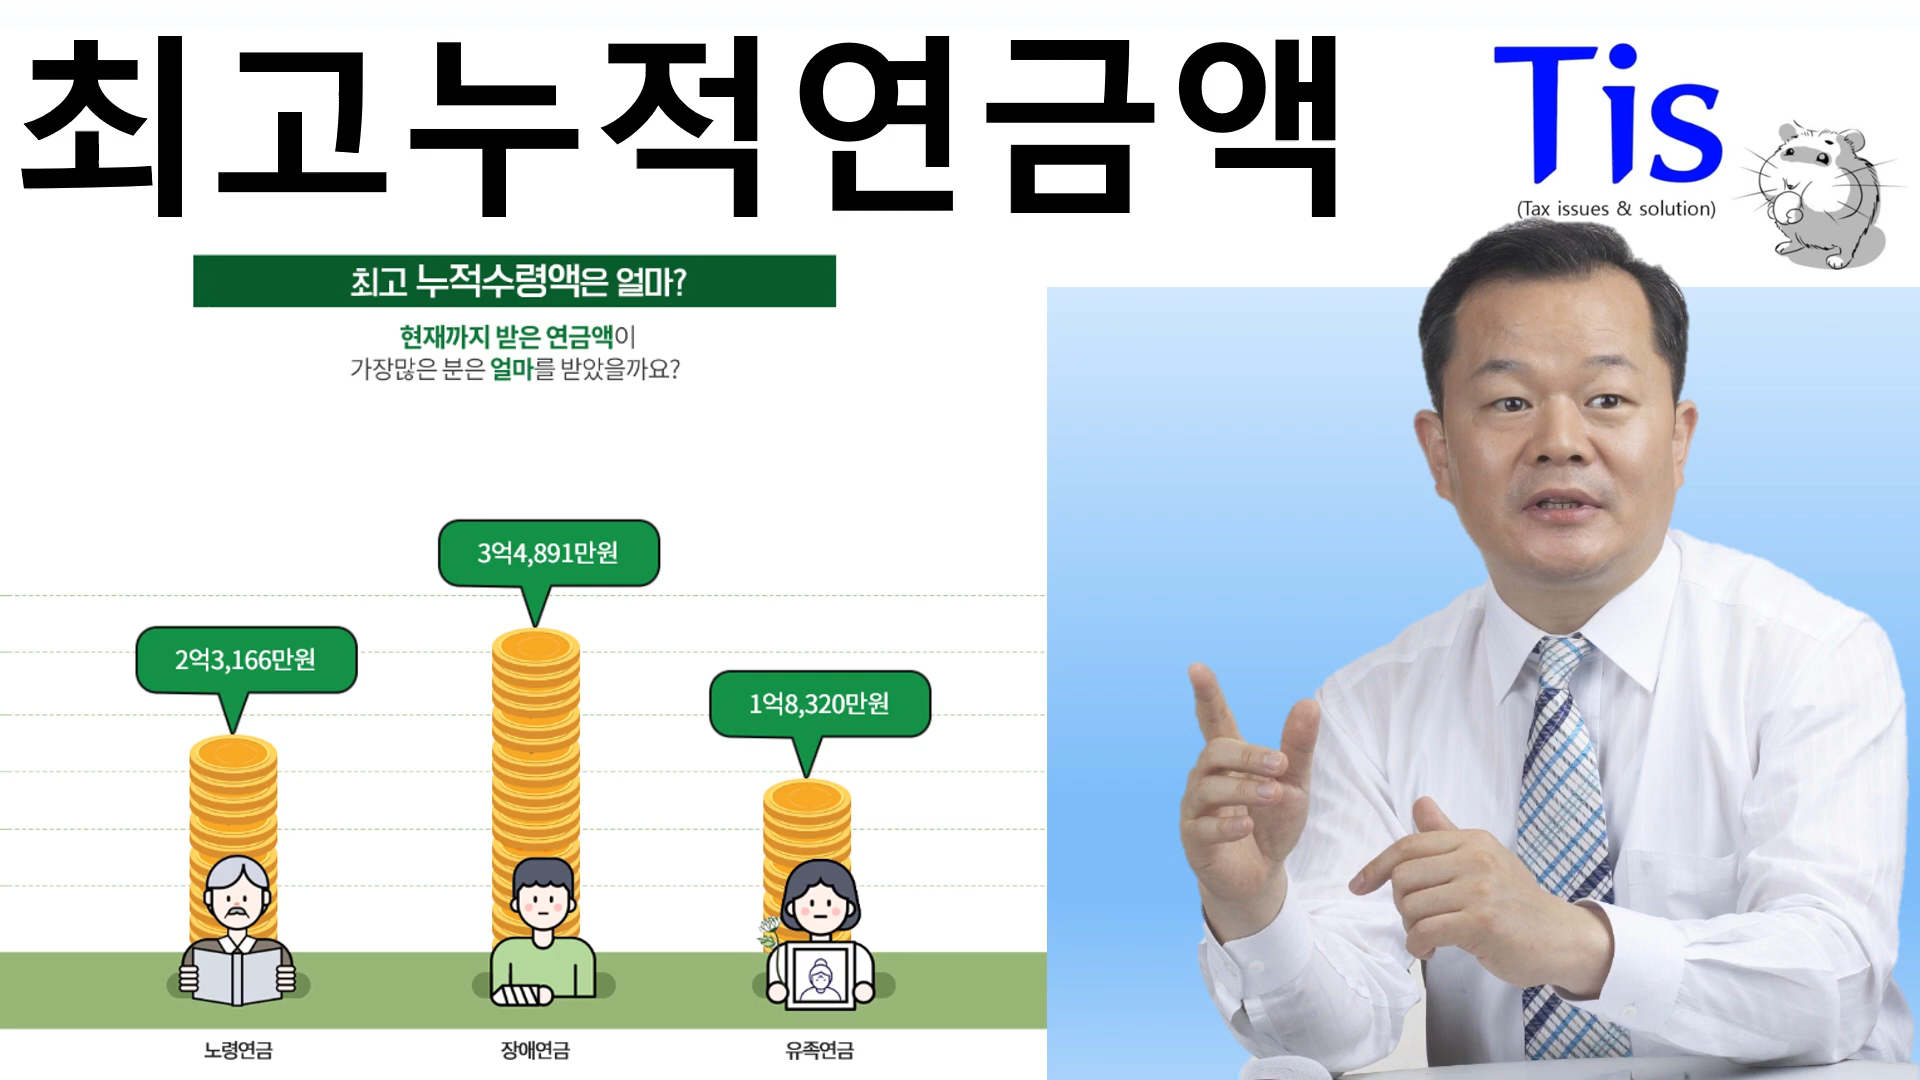 최고누적연금액
Tis
(Tax issues & solution)
최고 누적수령액은 얼마?
현재까지 받은 연금액이
가장많은 분은 얼마를 받았을까요?
3억4,891만원
2억3,166만원
1억8,320만원
노령연금
장애연금
유족연금